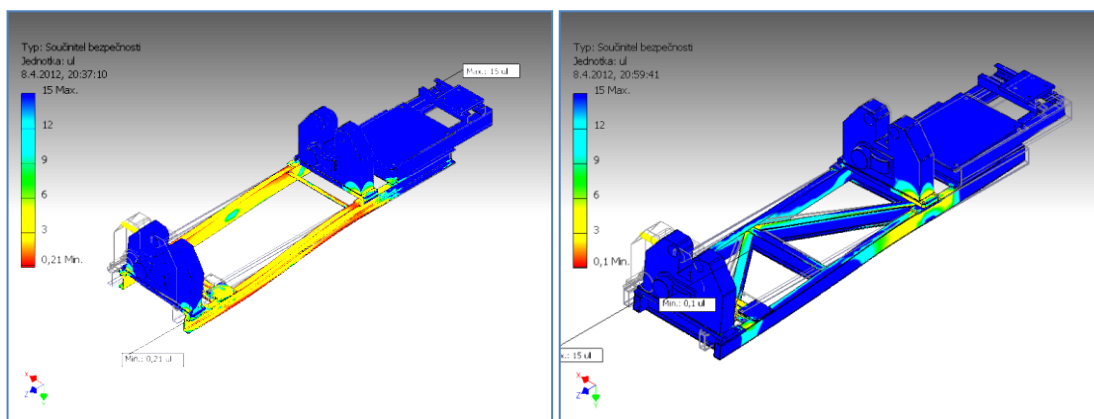 Typ: Součinitel bezpečnosti
Jednotka: ul
8.4.2012, 20:37:10
15 Max.
12
9
6
3
0,21 Min.
Max.: 15 ul
Min.: 0,21 ul
X
Z
Typ: Součinitel bezpečnosti
Jednotka: ul
8.4.2012, 20:59:41
15 Max.
12
9
6
3
0,1 Min.
Min.: 0,1 ul
x.: 15 ul
X
Z